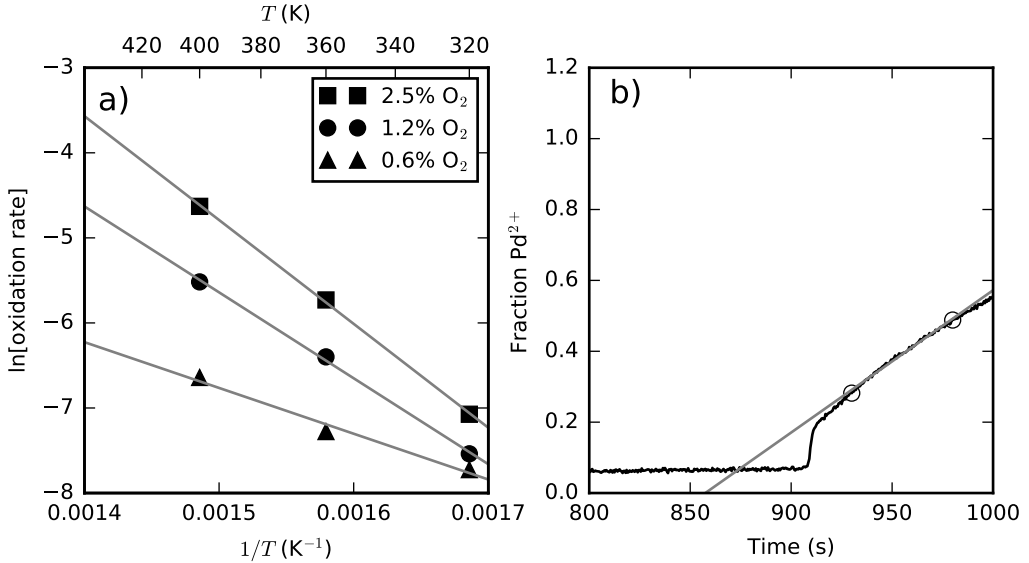 T (K)
420 400 380 360 340 320
a)
2.5% O₂
1.2% O₂
0.6% O₂
−3
−4
−5
−6
−7
−8
ln[oxidation rate]
0.0014 0.0015 0.0016 0.0017
1/T (K⁻¹)
b)
1.2
1.0
0.8
0.6
0.4
0.2
0.0
Fraction Pd²⁺
800 850 900 950 1000
Time (s)